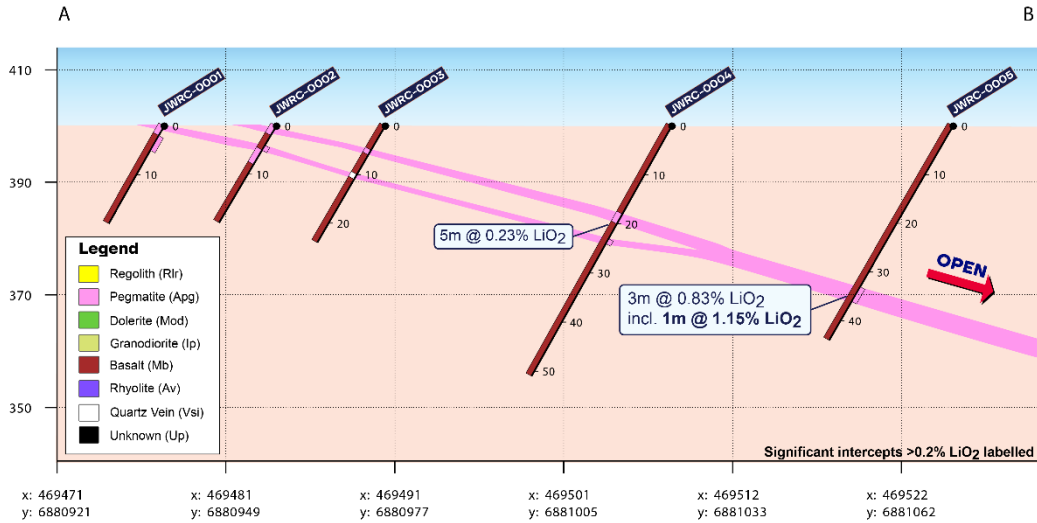 A
B
410
390
370
350
JWRC-0001
0
10
JWRC-0002
0
10
JWRC-0003
0
10
20
JWRC-0004
0
10
20
30
40
50
JWRC-0005
0
10
20
30
40
5m @ 0.23% LiO₂
3m @ 0.83% LiO₂
incl. 1m @ 1.15% LiO₂
OPEN
Legend
Regolith (Rlr)
Pegmatite (Apg)
Dolerite (Mod)
Granodiorite (Ip)
Basalt (Mb)
Rhyolite (Av)
Quartz Vein (Vsi)
Unknown (Up)
Significant intercepts >0.2% LiO₂ labelled
x: 469471
y: 6880921
x: 469481
y: 6880949
x: 469491
y: 6880977
x: 469501
y: 6881005
x: 469512
y: 6881033
x: 469522
y: 6881062